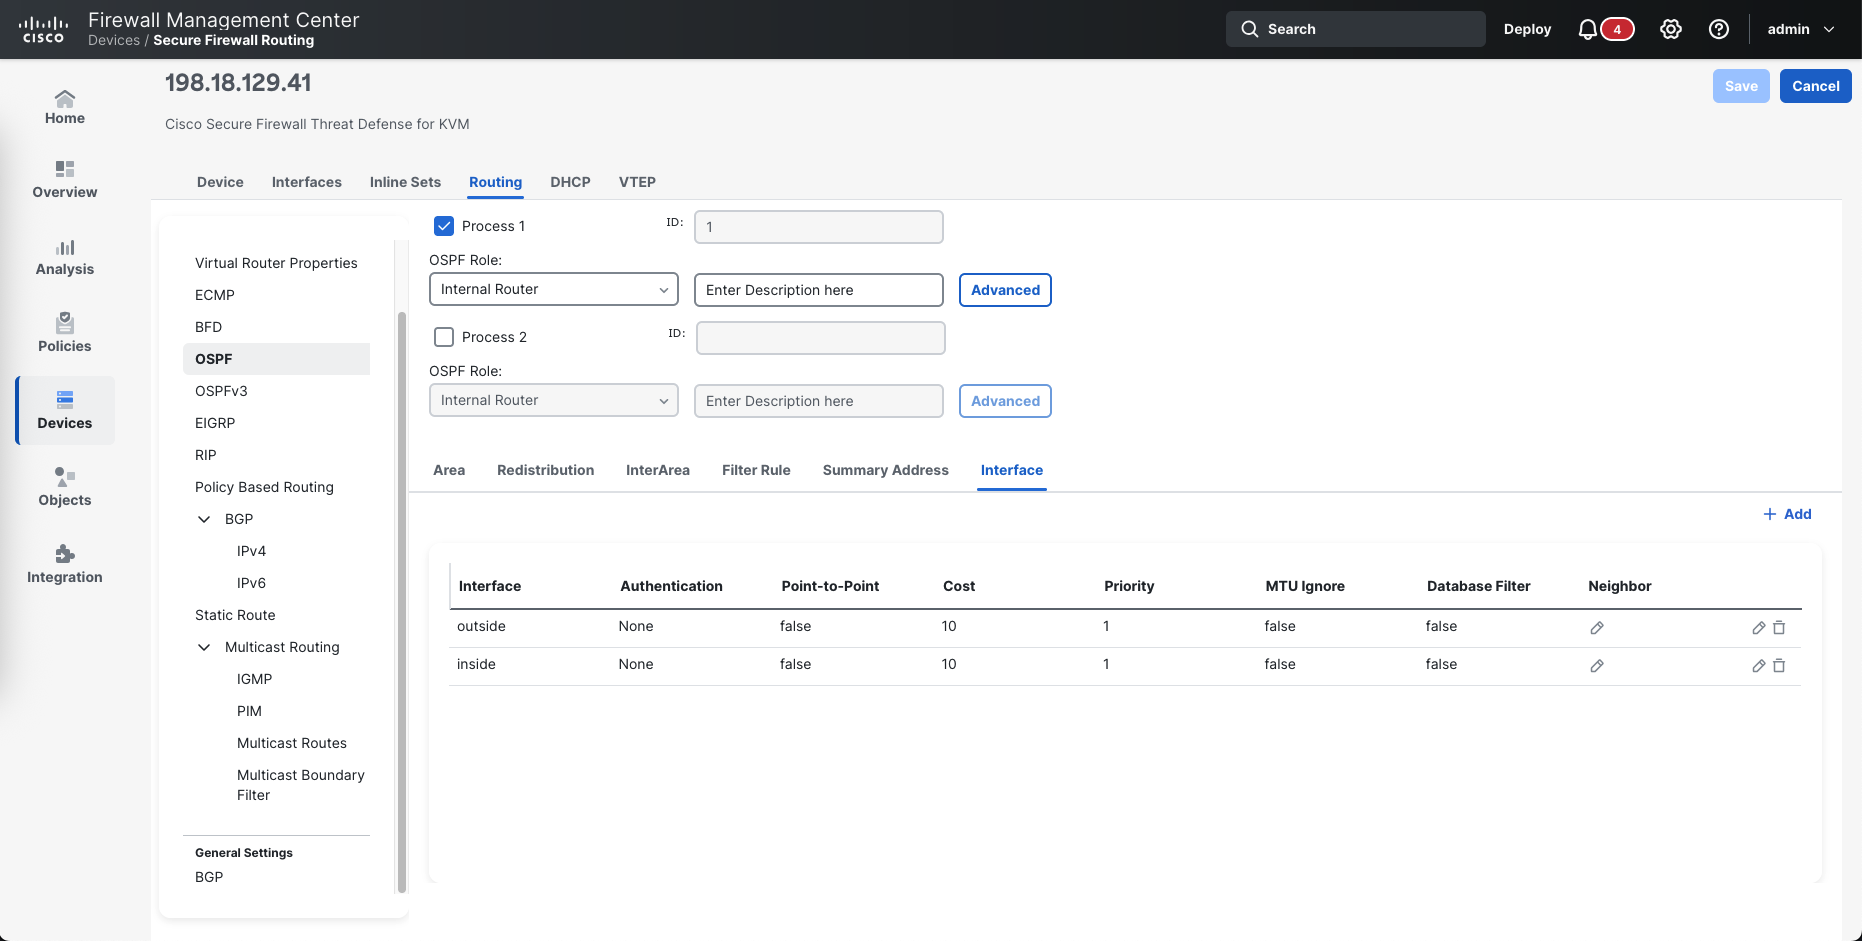 Firewall Management Center
cisco
Devices / Secure Firewall Routing
Search
Deploy
4
admin
198.18.129.41
Save
Cancel
Cisco Secure Firewall Threat Defense for KVM
Home
Overview
Analysis
Policies
Devices
Objects
Integration
Device Interfaces Inline Sets Routing DHCP VTEP
Virtual Router Properties
ECMP
BFD
OSPF
OSPFv3
EIGRP
RIP
Policy Based Routing
BGP
IPv4
IPv6
Static Route
Multicast Routing
IGMP
PIM
Multicast Routes
Multicast Boundary
Filter
General Settings
BGP
Process 1 ID: 1
OSPF Role:
Internal Router Enter Description here Advanced
Process 2 ID:
OSPF Role:
Internal Router Enter Description here Advanced
Area Redistribution InterArea Filter Rule Summary Address Interface
+ Add
Interface Authentication Point-to-Point Cost Priority MTU Ignore Database Filter Neighbor
outside None false 10 1 false false
inside None false 10 1 false false